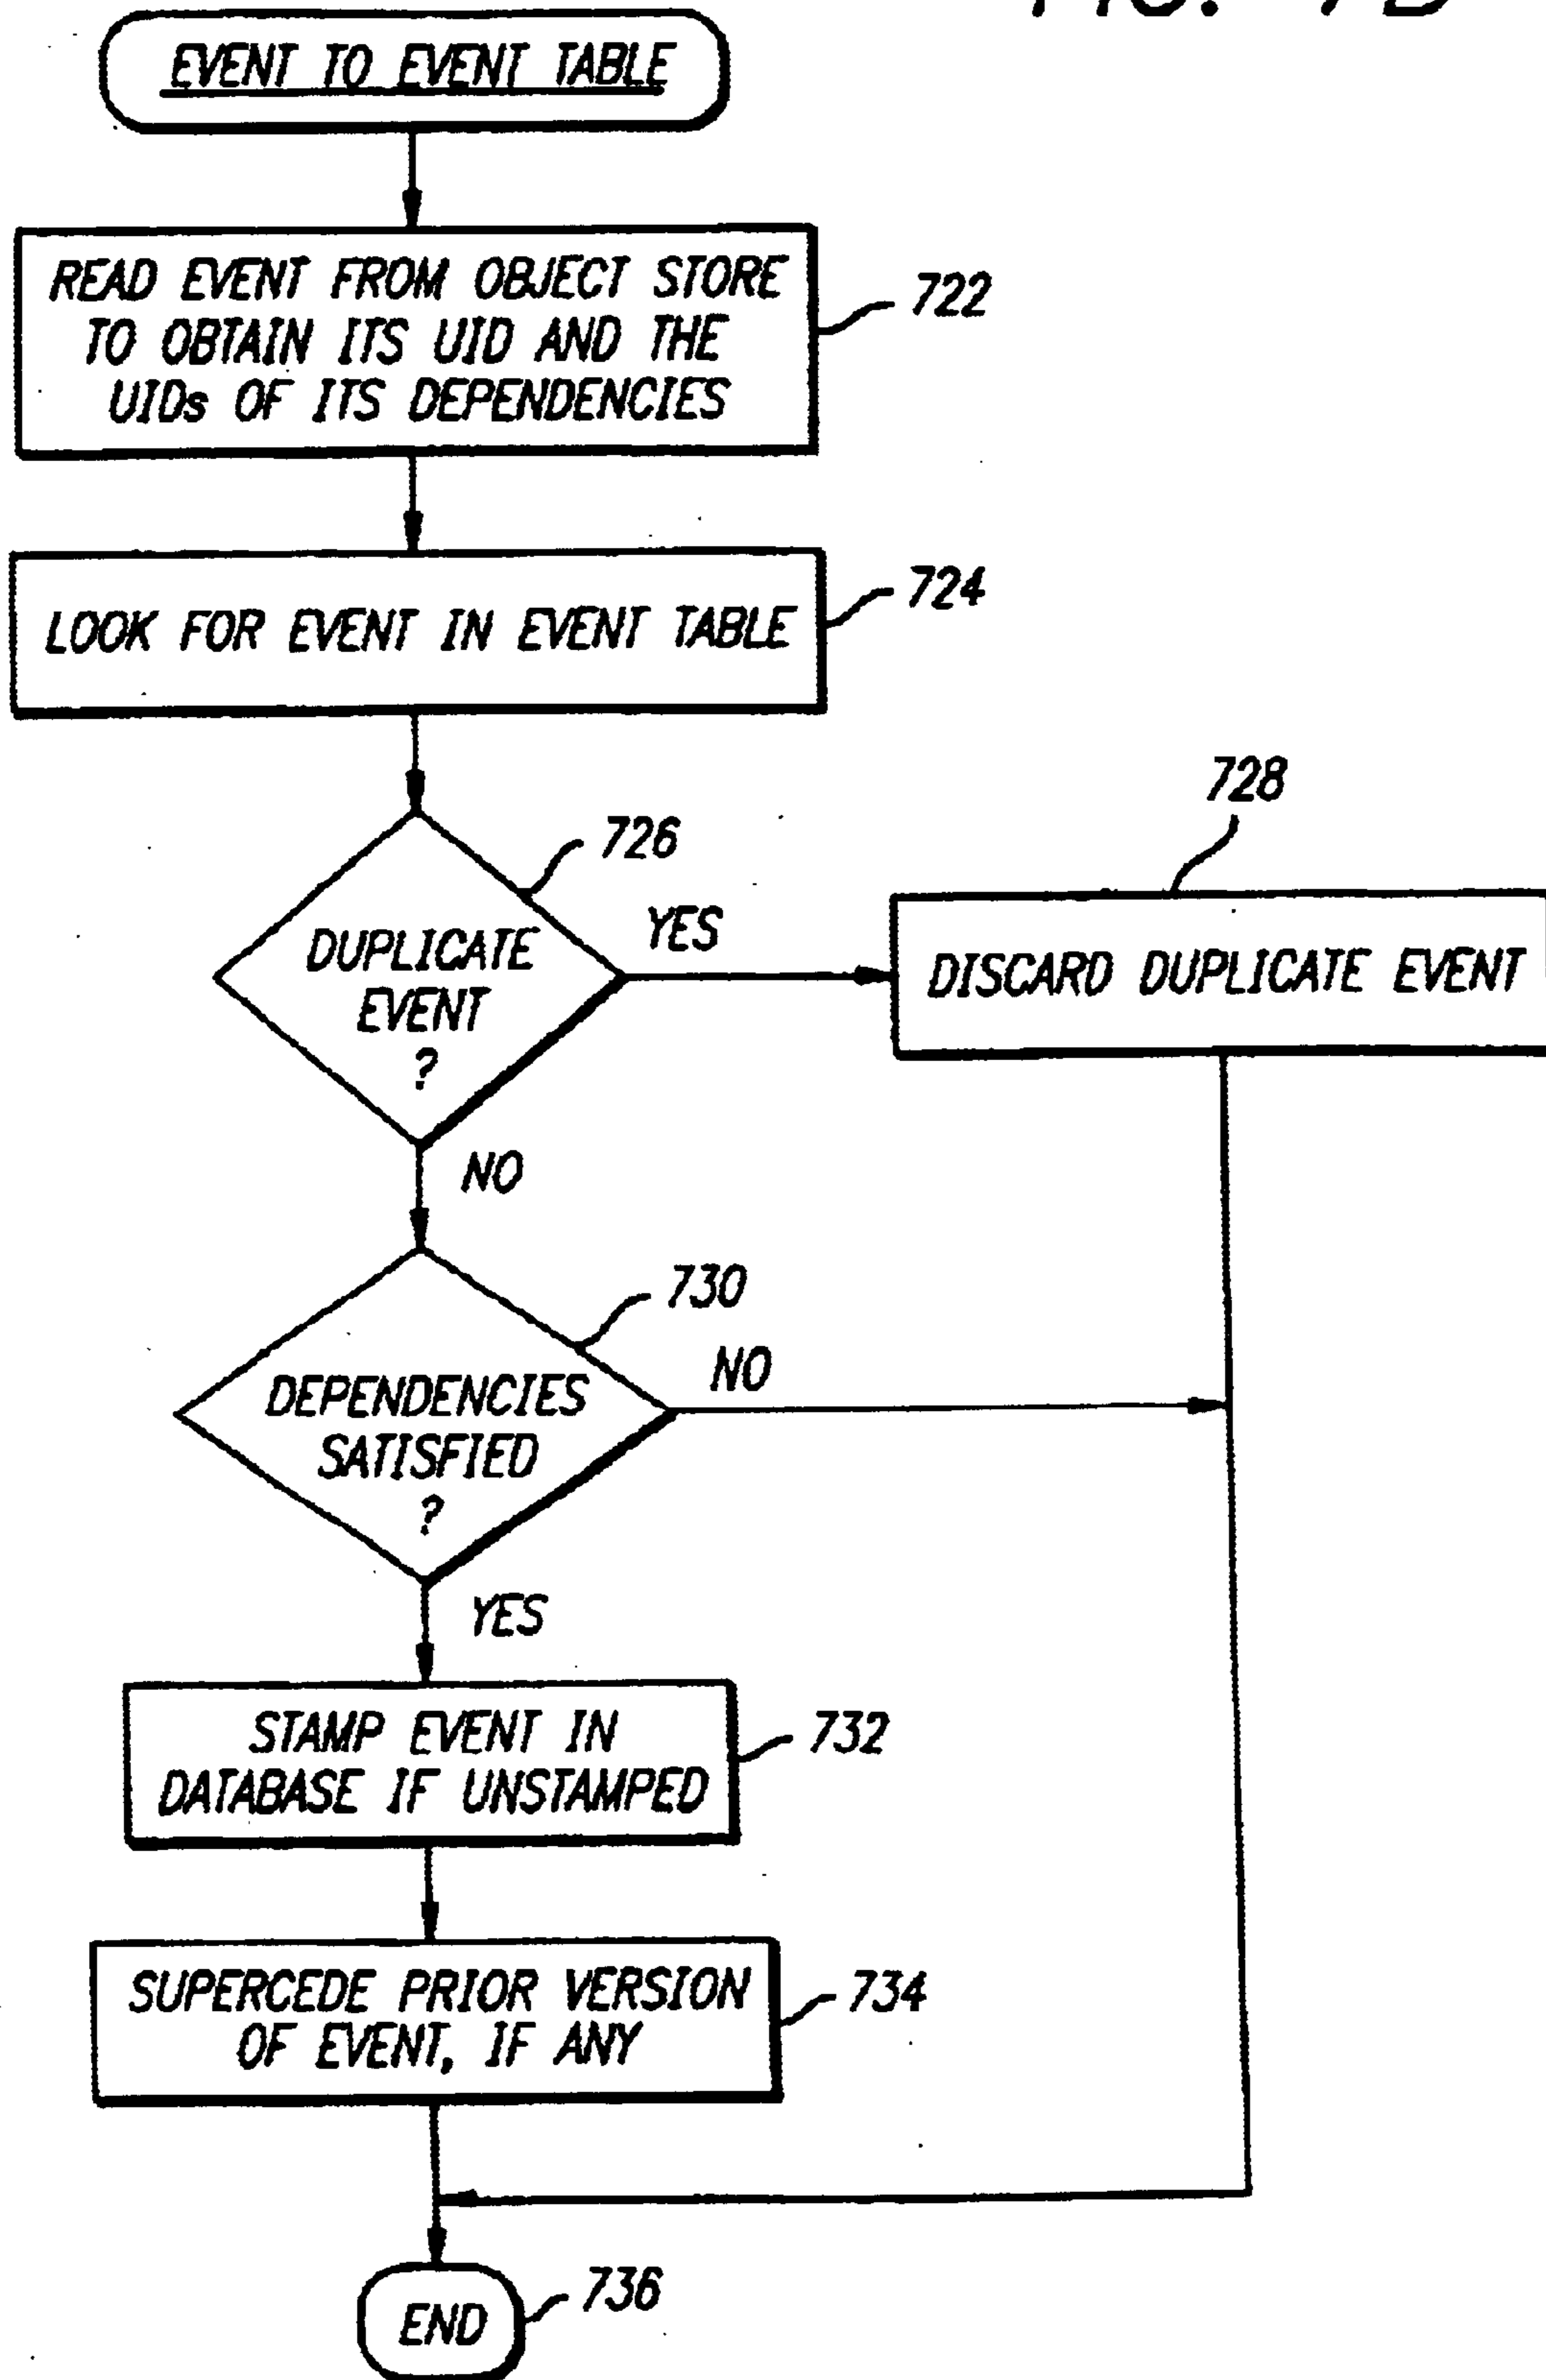 EVENT TO EVENT TABLE
READ EVENT FROM OBJECT STORE
TO OBTAIN ITS UID AND THE
UIDs OF ITS DEPENDENCIES
722
LOOK FOR EVENT IN EVENT TABLE
724
726
DUPLICATE
EVENT
?
YES
728
DISCARD DUPLICATE EVENT
NO
730
DEPENDENCIES
SATISFIED
?
NO
YES
STAMP EVENT IN
DATABASE IF UNSTAMPED
732
SUPERCEDE PRIOR VERSION
OF EVENT, IF ANY
734
END
736